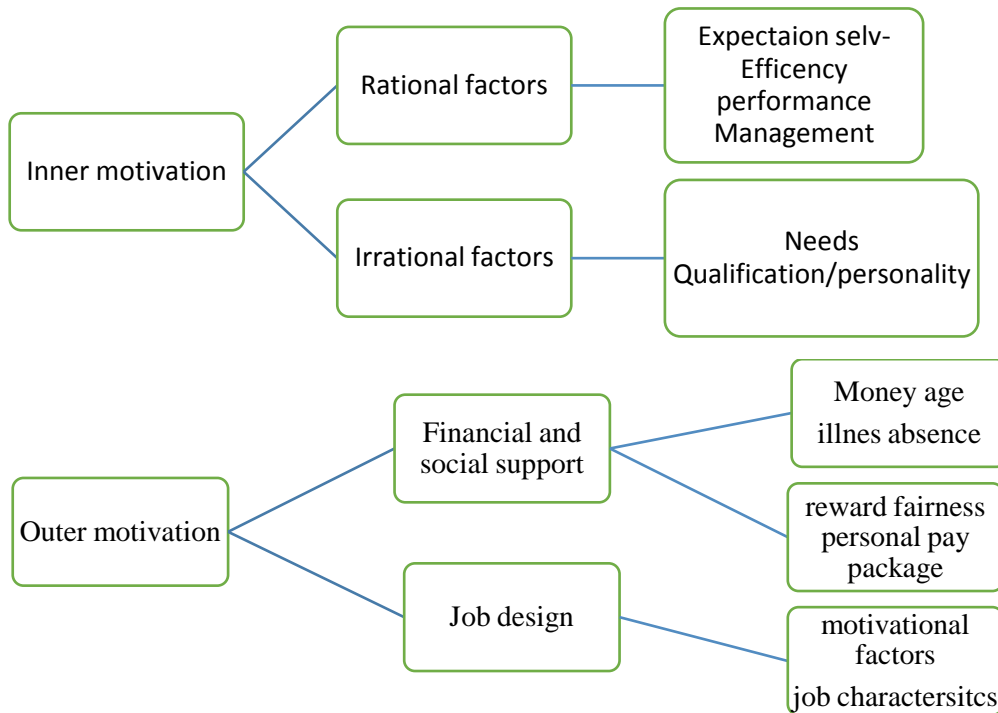 Inner motivation
Rational factors
Expectaion selv-
Efficency
performance
Management
Irrational factors
Needs
Qualification/personality
Outer motivation
Financial and
social support
Money age
illnes absence
reward fairness
personal pay
package
Job design
motivational
factors
job charactersitcs